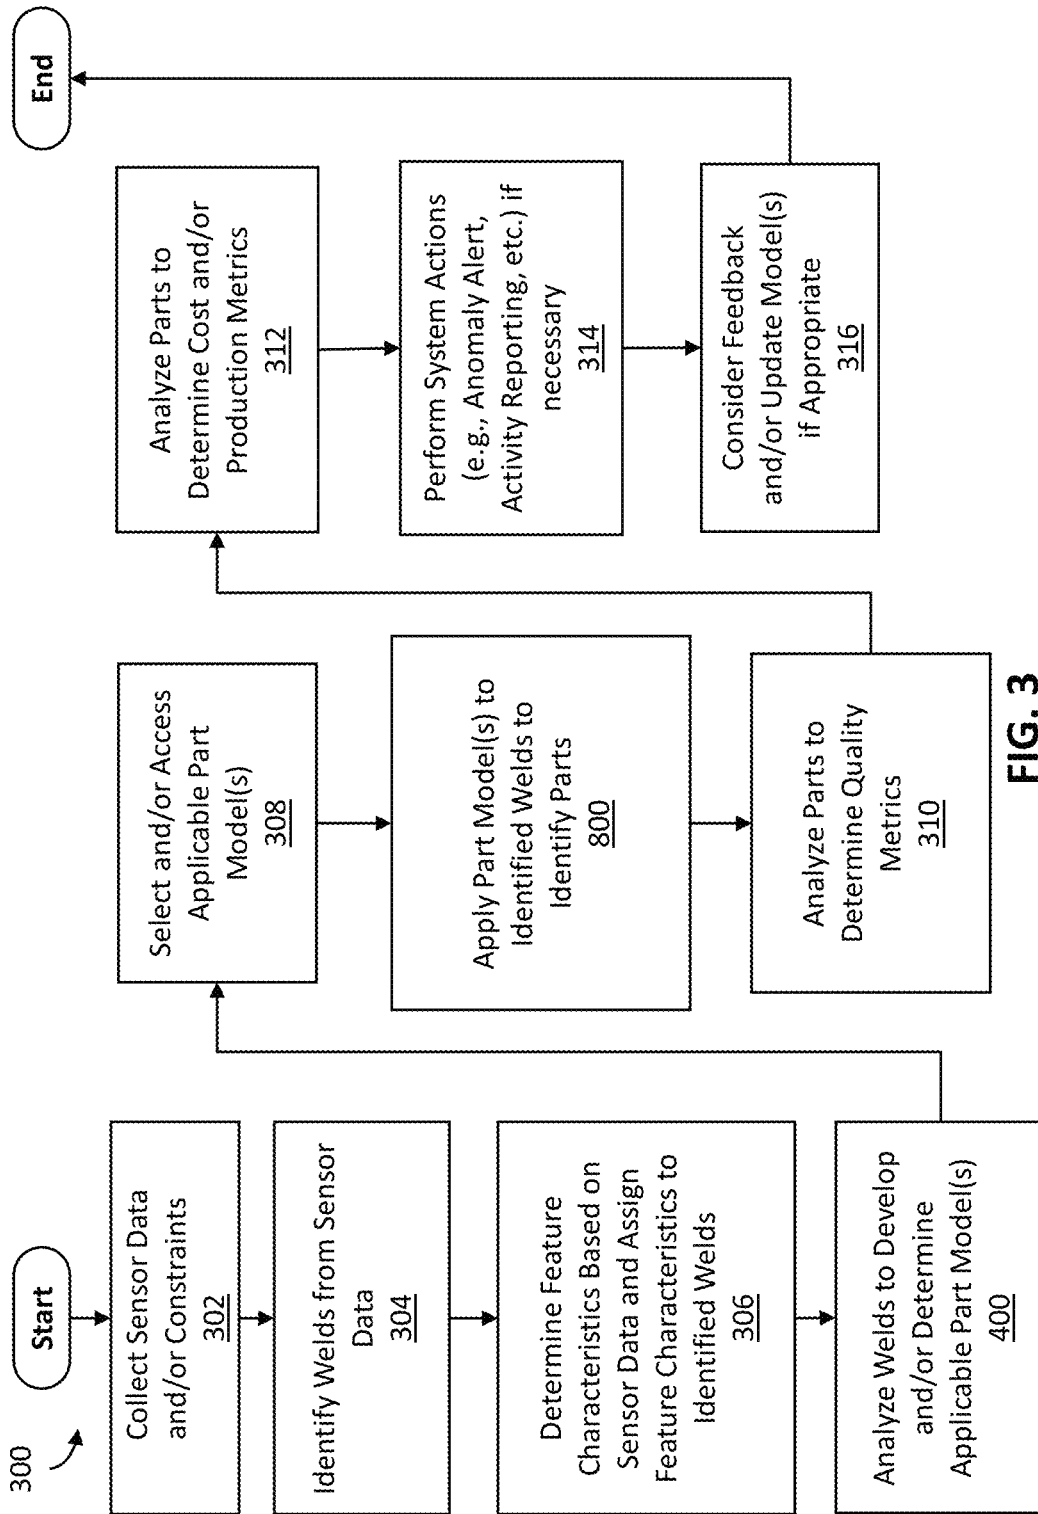 300
Start
Collect Sensor Data
and/or Constraints
302
Identify Welds from Sensor
Data
304
Determine Feature
Characteristics Based on
Sensor Data and Assign
Feature Characteristics to
Identified Welds
306
Analyze Welds to Develop
and/or Determine
Applicable Part Model(s)
400
Select and/or Access
Applicable Part
Model(s)
308
Apply Part Model(s) to
Identified Welds to
Identify Parts
800
Analyze Parts to
Determine Quality
Metrics
310
Analyze Parts to
Determine Cost and/or
Production Metrics
312
Perform System Actions
(e.g., Anomaly Alert,
Activity Reporting, etc.) if
necessary
314
Consider Feedback
and/or Update Model(s)
if Appropriate
316
End
FIG. 3